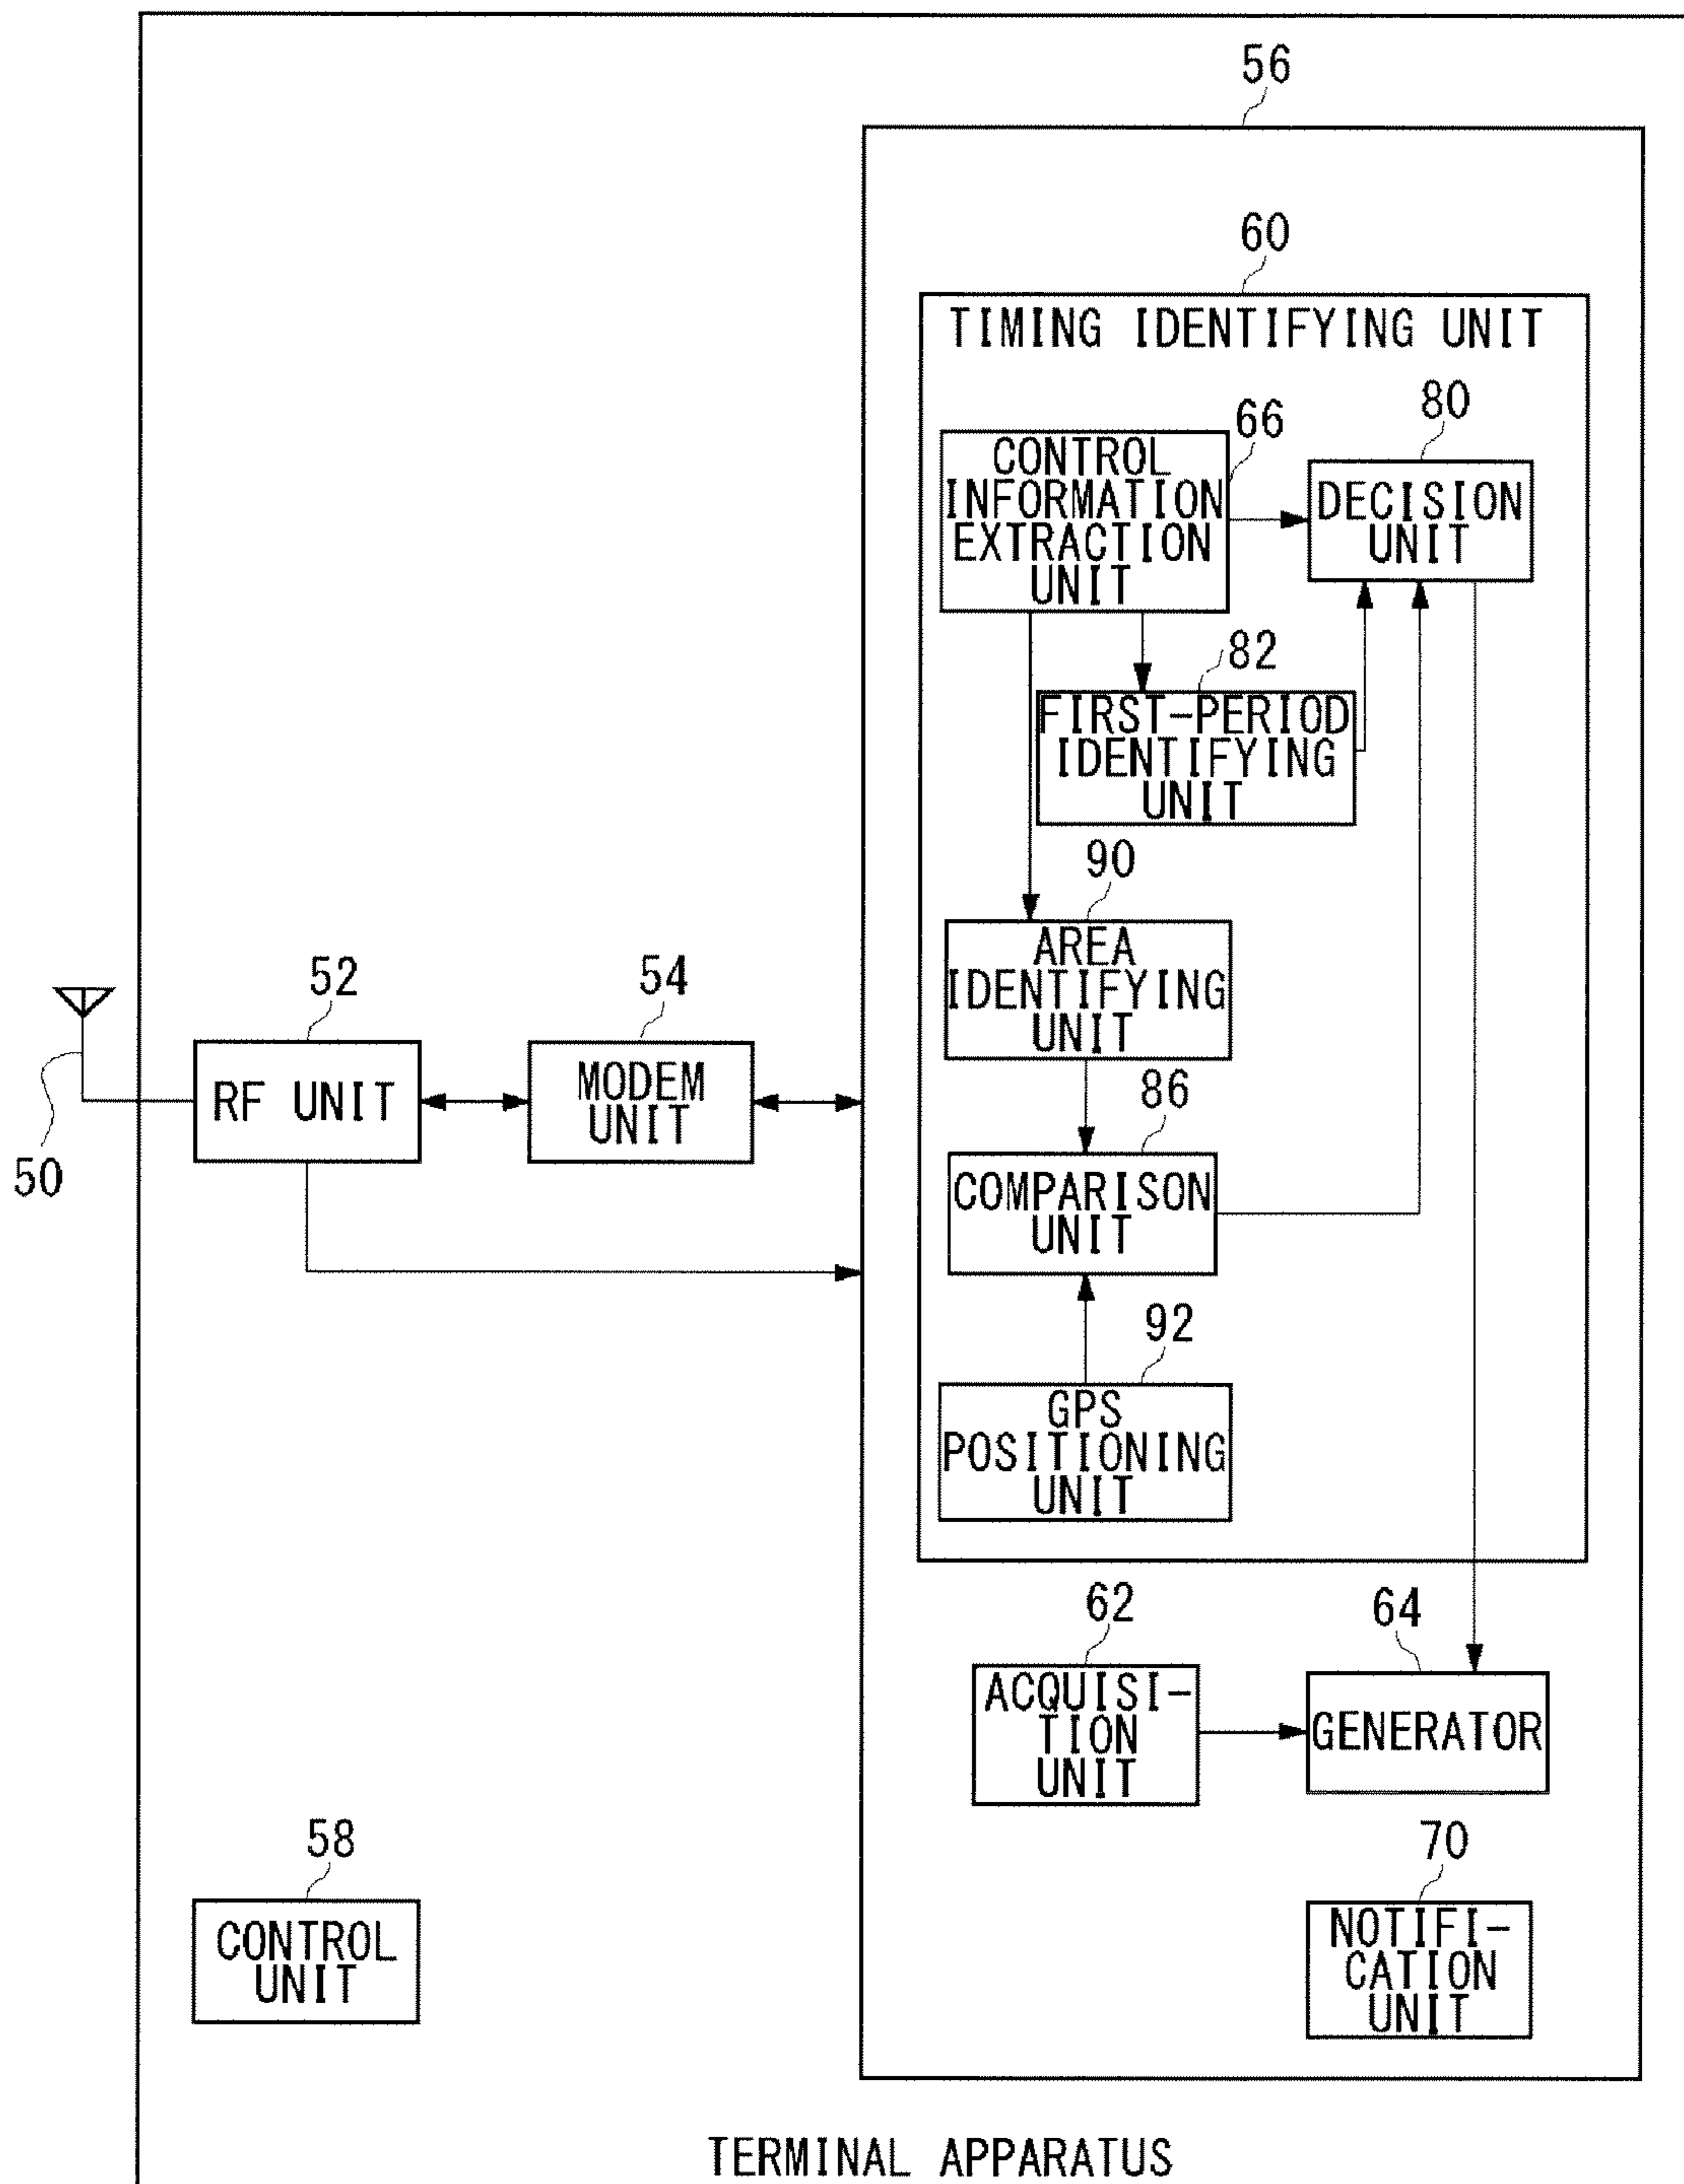 56
60
TIMING IDENTIFYING UNIT
80
66
CONTROL
INFORMATION
EXTRACTION
UNIT
DECISION
UNIT
82
FIRST-PERIOD
IDENTIFYING
UNIT
90
AREA
IDENTIFYING
UNIT
52
54
RF UNIT
MODEM
UNIT
50
86
COMPARISON
UNIT
92
GPS
POSITIONING
UNIT
62
64
ACQUISI-
TION
UNIT
GENERATOR
58
CONTROL
UNIT
70
NOTIFI-
CATION
UNIT
TERMINAL APPARATUS